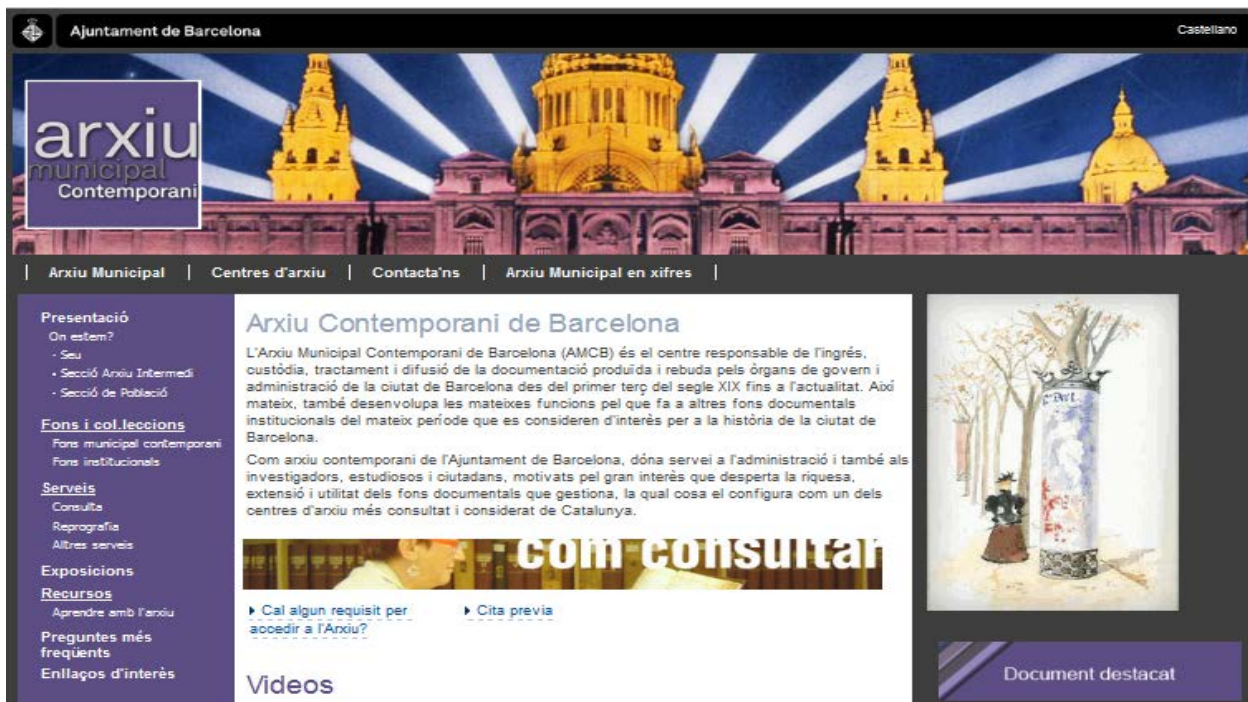 Ajuntament de Barcelona
Castellano
arxiu
municipal
Contemporani
| Arxiu Municipal | Centres d'arxiu | Contacta'ns | Arxiu Municipal en xifres |
Presentació
On estem?
- Seu
- Secció Arxiu Intermedi
- Secció de Població
Fons i col.leccions
Fons municipal contemporani
Fons institucionals
Serveis
Consulta
Reprografia
Altres serveis
Exposicions
Recursos
Aprendre amb l'arxiu
Preguntes més
freqüents
Enllaços d'interès
Arxiu Contemporani de Barcelona
L'Arxiu Municipal Contemporani de Barcelona (AMCB) és el centre responsable de l'ingrés,
custòdia, tractament i difusió de la documentació produïda i rebuda pels òrgans de govern i
administració de la ciutat de Barcelona des del primer terç del segle XIX fins a l'actualitat. Així
mateix, també desenvolupa les mateixes funcions pel que fa a altres fons documentals
institucionals del mateix període que es consideren d'interès per a la història de la ciutat de
Barcelona.
Com arxiu contemporani de l'Ajuntament de Barcelona, dóna servei a l'administració i també als
investigadors, estudiosos i ciutadans, motivats pel gran interès que desperta la riquesa,
extensió i utilitat dels fons documentals que gestiona, la qual cosa el configura com un dels
centres d'arxiu més consultat i considerat de Catalunya.
com consultar
Cal algun requisit per
accedir a l'Arxiu?
Cita previa
Videos
Document destacat